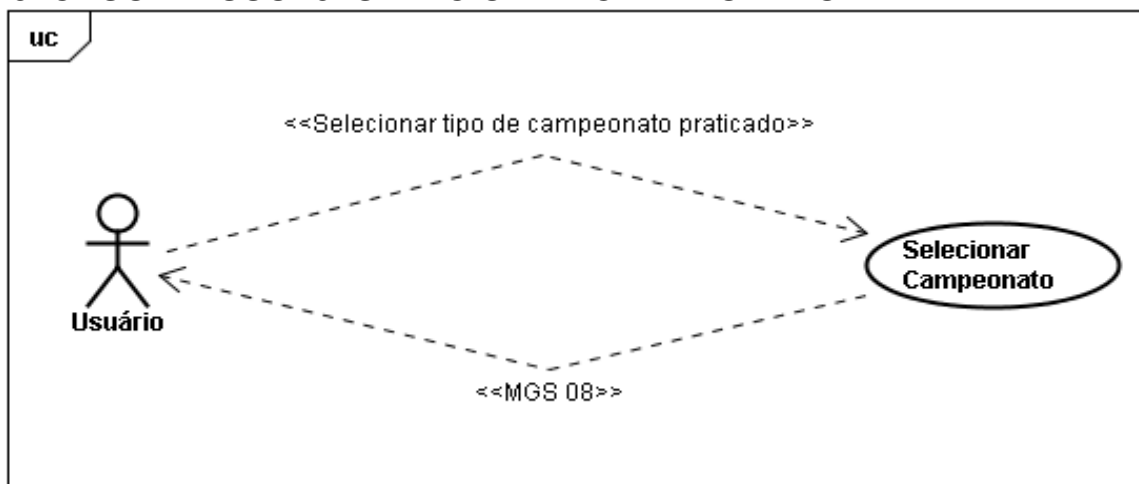 uc
<<Selecionar tipo de campeonato praticado>>
Selecionar
Campeonato
Usuário
<<MGS 08>>